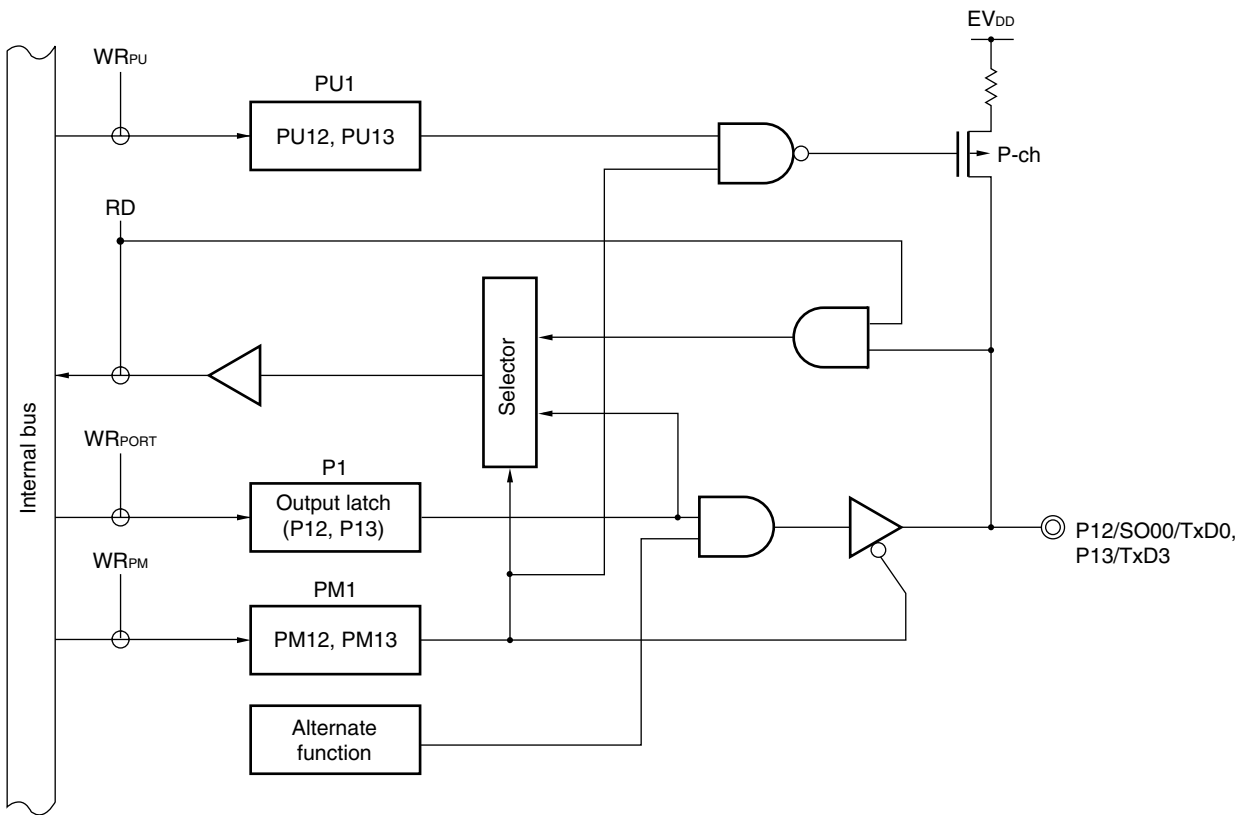 EVDD
WRPU
PU1
PU12, PU13
P-ch
RD
Selector
Internal bus
WRPORT
P1
Output latch
(P12, P13)
P12/SO00/TxD0,
P13/TxD3
WRPM
PM1
PM12, PM13
Alternate
function